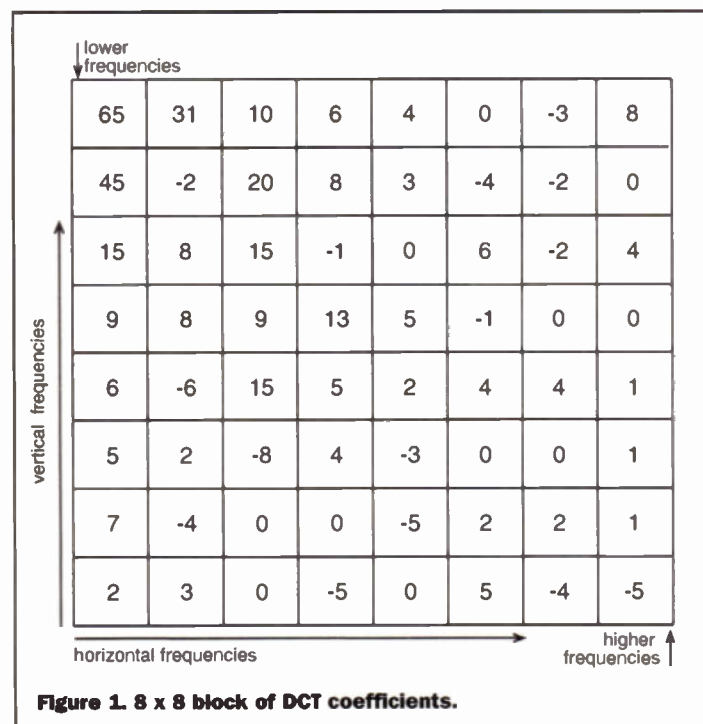 lower
frequencies
65 31 10 6 4 0 -3 8
45 -2 20 8 3 -4 -2 0
15 8 15 -1 0 6 -2 4
9 8 9 13 5 -1 0 0
6 -6 15 5 2 4 4 1
5 2 -8 4 -3 0 0 1
7 -4 0 0 -5 2 2 1
2 3 0 -5 0 5 -4 -5
vertical frequencies
horizontal frequencies
higher
frequencies
Figure 1. 8 x 8 block of DCT coefficients.